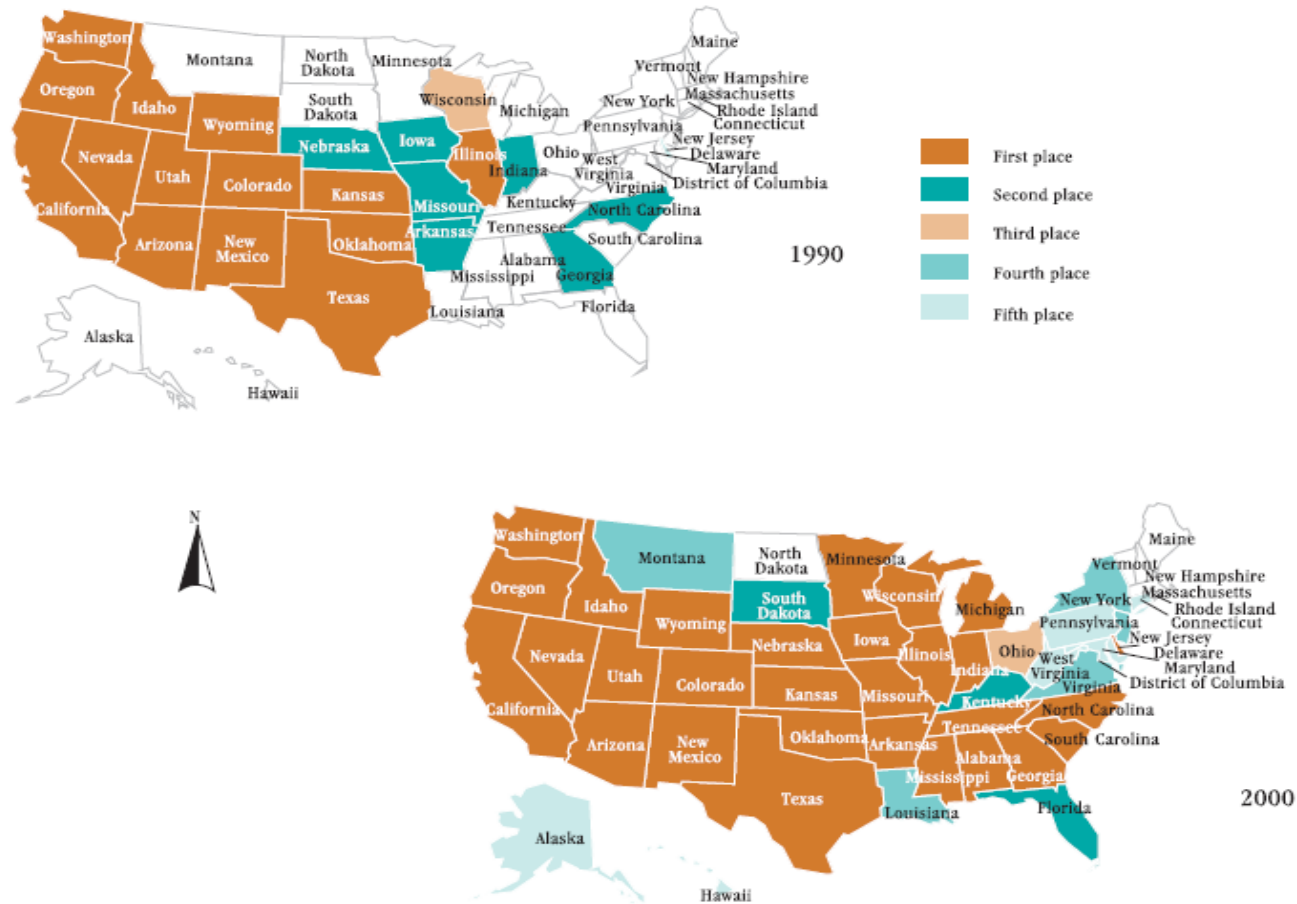 Washington
Montana
North
Dakota
Minnesota
Maine
Vermont
New Hampshire
Massachusetts
Rhode Island
Connecticut
Oregon
Idaho
Wyoming
South
Dakota
Wisconsin
Michigan
New York
Pennsylvania
New Jersey
Delaware
Maryland
District of Columbia
Nevada
Utah
Colorado
Nebraska
Iowa
Illinois
Indiana
Ohio
West
Virginia
Virginia
California
Kansas
Missouri
Kentucky
North Carolina
Arizona
New
Mexico
Oklahoma
Arkansas
Tennessee
South Carolina
Texas
Mississippi
Alabama
Georgia
Louisiana
Florida
Alaska
Hawaii
1990
First place
Second place
Third place
Fourth place
Fifth place
N
Washington
Montana
North
Dakota
Minnesota
Maine
Vermont
New Hampshire
Massachusetts
Rhode Island
Connecticut
Oregon
Idaho
Wyoming
South
Dakota
Wisconsin
Michigan
New York
Pennsylvania
New Jersey
Delaware
Maryland
District of Columbia
Nevada
Utah
Colorado
Nebraska
Iowa
Illinois
Indiana
Ohio
West
Virginia
Virginia
California
Kansas
Missouri
Kentucky
North Carolina
Arizona
New
Mexico
Oklahoma
Arkansas
Tennessee
South Carolina
Texas
Mississippi
Alabama
Georgia
Louisiana
Florida
Alaska
Hawaii
2000